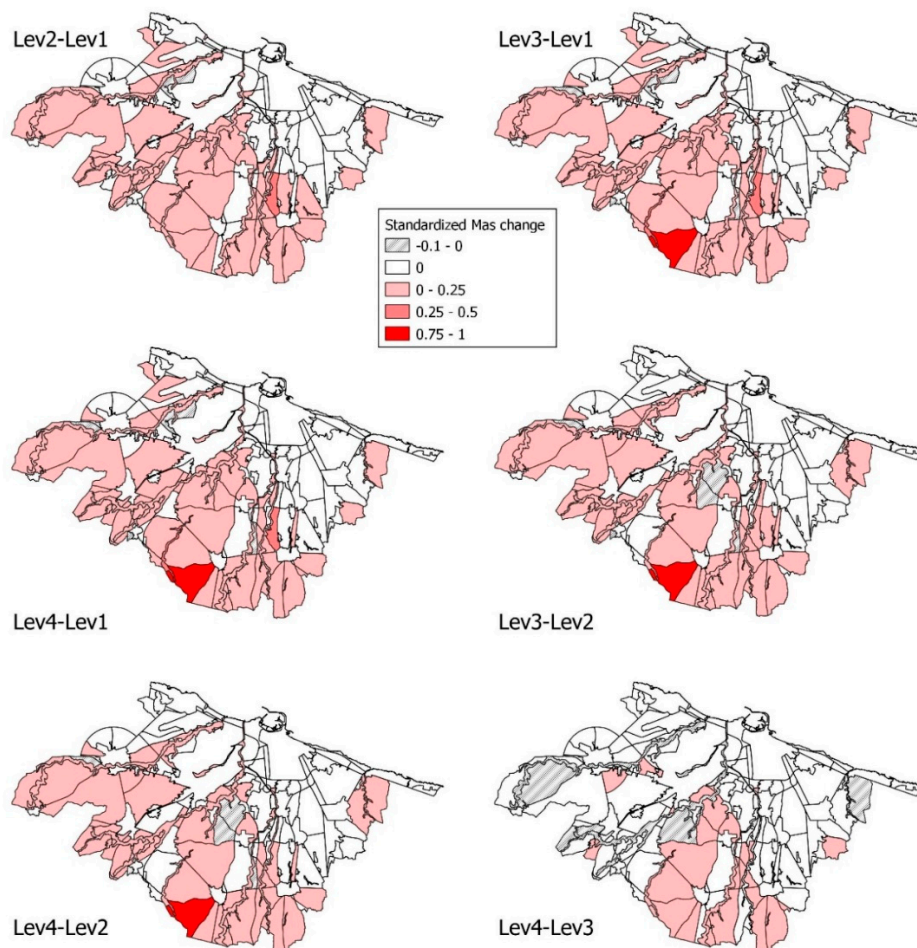 Lev2-Lev1
Lev3-Lev1
Standardized Mas change
-0.1 - 0
0
0 - 0.25
0.25 - 0.5
0.75 - 1
Lev4-Lev1
Lev3-Lev2
Lev4-Lev2
Lev4-Lev3